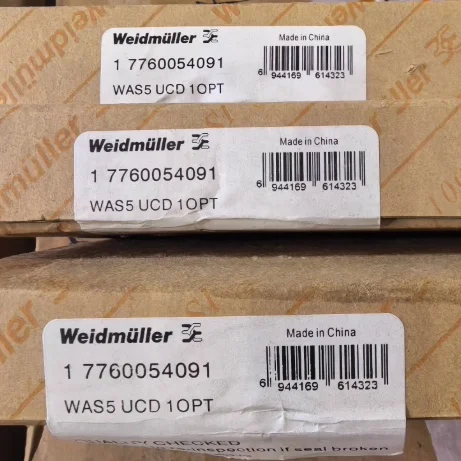 Weidmüller
Made in China
1 7760054091
WAS5 UCD 1OPT
6 944169 614323
Weidmüller
Made in China
1 7760054091
WAS5 UCD 1OPT
6 944169 614323
Weidmüller
Made in China
1 7760054091
WAS5 UCD 1OPT
6 944169 614323
QUALITY CHECKED
inspection if seal broken